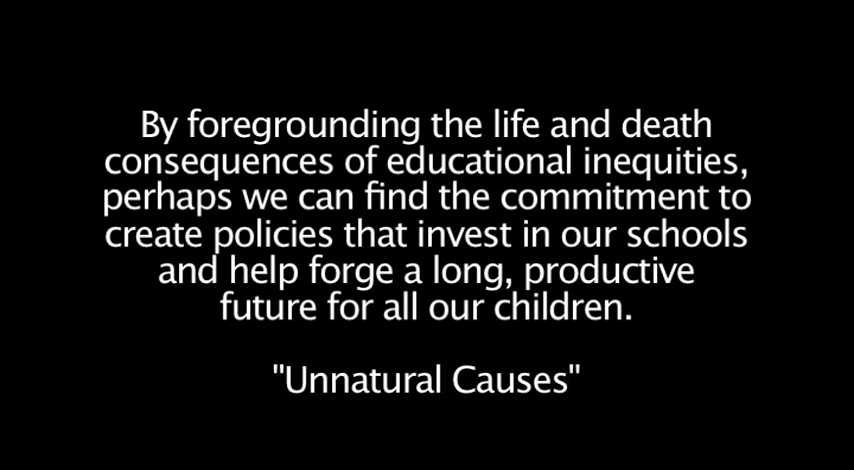 By foregrounding the life and death
consequences of educational inequities,
perhaps we can find the commitment to
create policies that invest in our schools
and help forge a long, productive
future for all our children.
"Unnatural Causes"